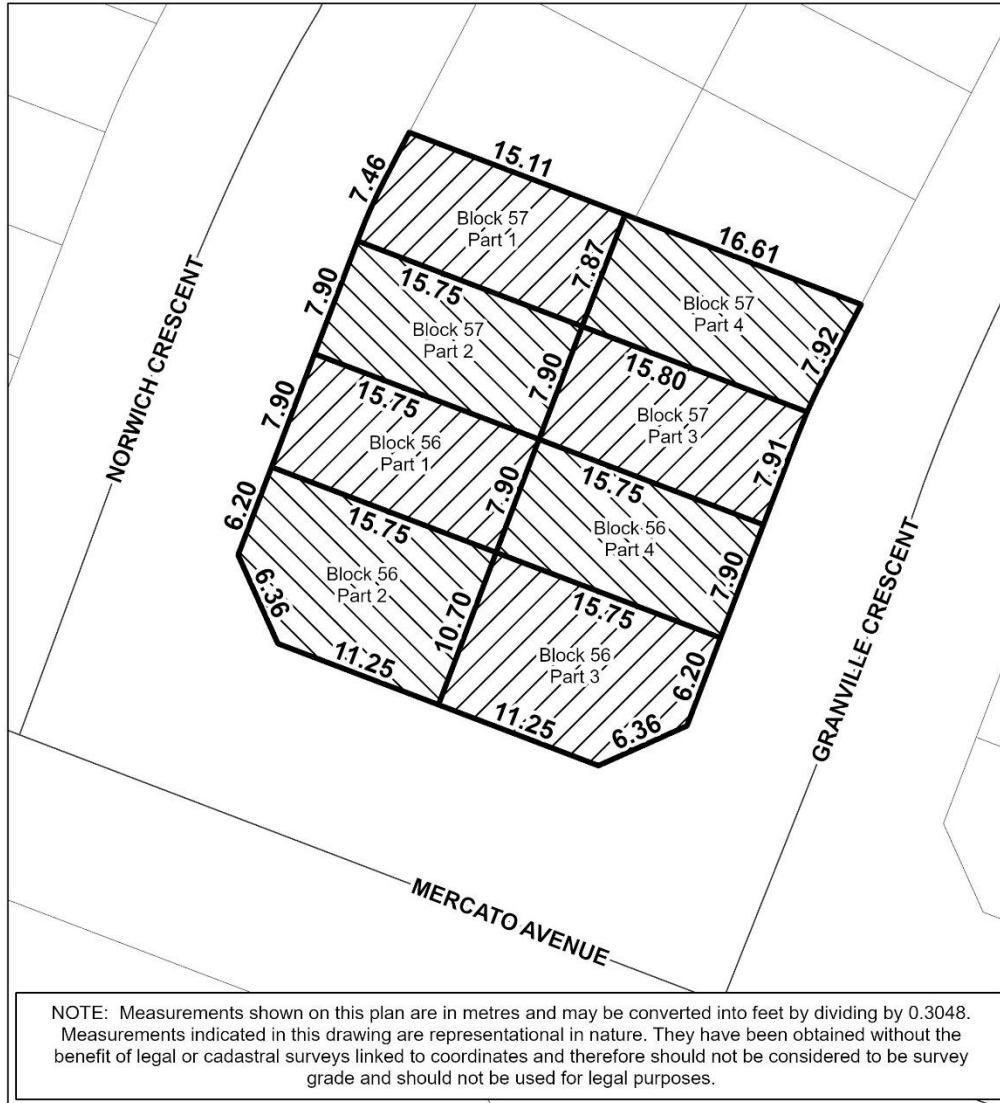 15.11
7.46
Block 57
Part 1
7.87
16.61
Block 57
Part 4
7.92
7.90
15.75
Block 57
Part 2
7.90
15.80
Block 57
Part 3
7.91
7.90
15.75
Block 56
Part 1
7.90
15.75
Block 56
Part 4
7.90
6.20
15.75
Block 56
Part 2
6.36
11.25
10.70
15.75
Block 56
Part 3
6.20
11.25
6.36
NORWICH CRESCENT
GRANVILLE CRESCENT
MERCATO AVENUE
NOTE: Measurements shown on this plan are in metres and may be converted into feet by dividing by 0.3048.
Measurements indicated in this drawing are representational in nature. They have been obtained without the
benefit of legal or cadastral surveys linked to coordinates and therefore should not be considered to be survey
grade and should not be used for legal purposes.